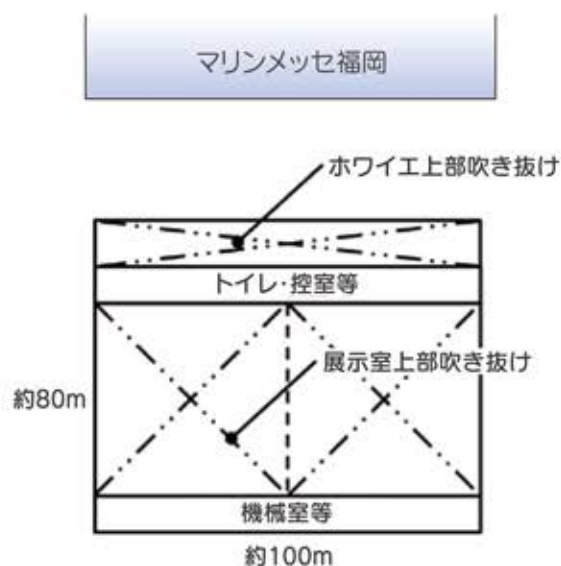 マリンメッセ福岡
ホワイエ上部吹き抜け
トイレ・控室等
展示室上部吹き抜け
約80m
機械室等
約100m